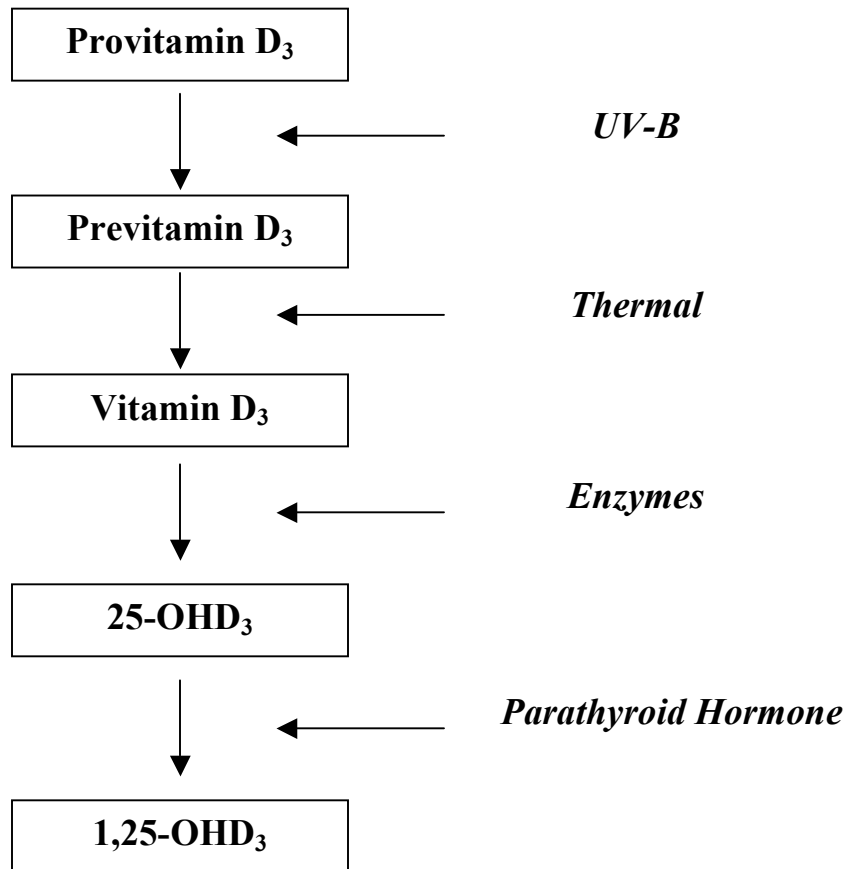 Provitamin D₃
UV-B
Previtamin D₃
Thermal
Vitamin D₃
Enzymes
25-OHD₃
Parathyroid Hormone
1,25-OHD₃